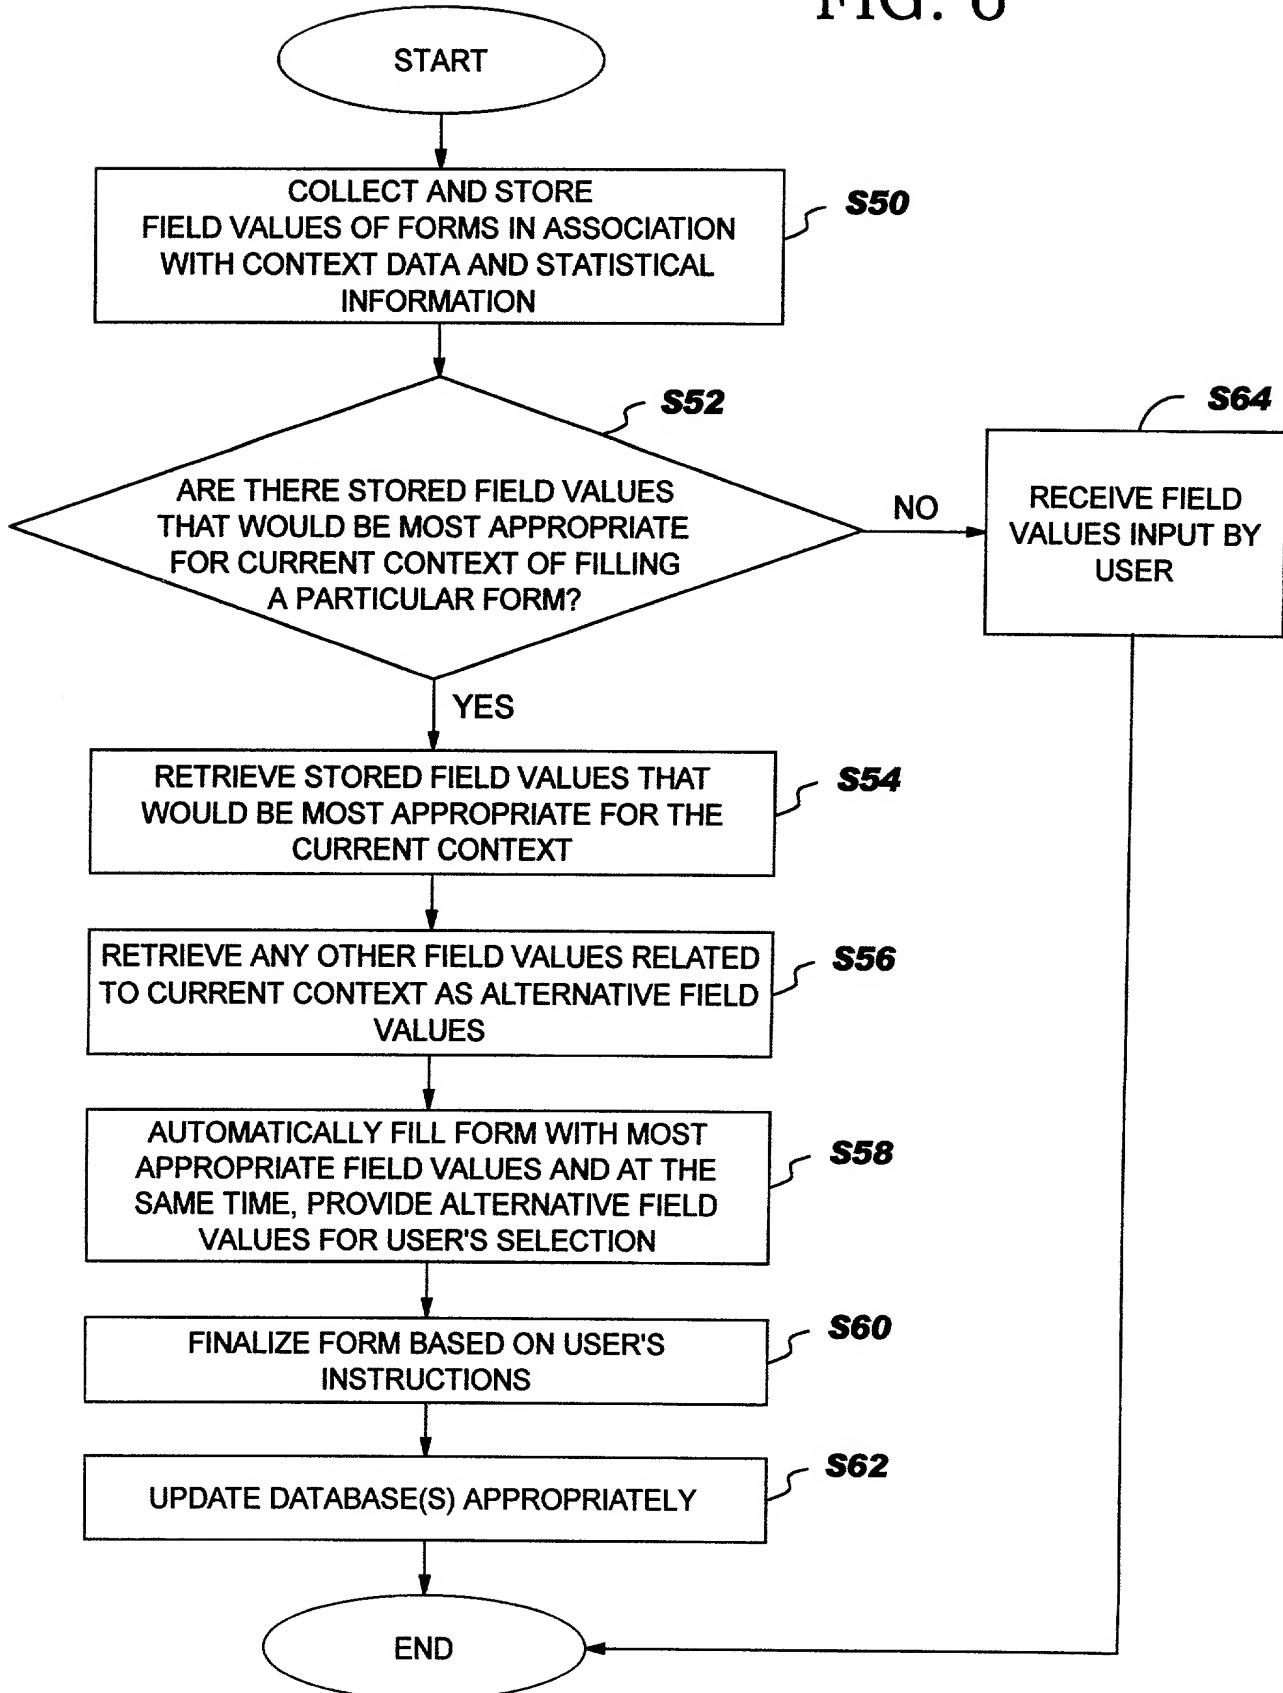 FIG.
START
COLLECT AND STORE
FIELD VALUES OF FORMS IN ASSOCIATION
WITH CONTEXT DATA AND STATISTICAL
INFORMATION
S50
S52
ARE THERE STORED FIELD VALUES
THAT WOULD BE MOST APPROPRIATE
FOR CURRENT CONTEXT OF FILLING
A PARTICULAR FORM?
NO
S64
RECEIVE FIELD
VALUES INPUT BY
USER
YES
RETRIEVE STORED FIELD VALUES THAT
WOULD BE MOST APPROPRIATE FOR THE
CURRENT CONTEXT
S54
RETRIEVE ANY OTHER FIELD VALUES RELATED
TO CURRENT CONTEXT AS ALTERNATIVE FIELD
VALUES
S56
AUTOMATICALLY FILL FORM WITH MOST
APPROPRIATE FIELD VALUES AND AT THE
SAME TIME, PROVIDE ALTERNATIVE FIELD
VALUES FOR USER'S SELECTION
S58
FINALIZE FORM BASED ON USER'S
INSTRUCTIONS
S60
UPDATE DATABASE(S) APPROPRIATELY
S62
END